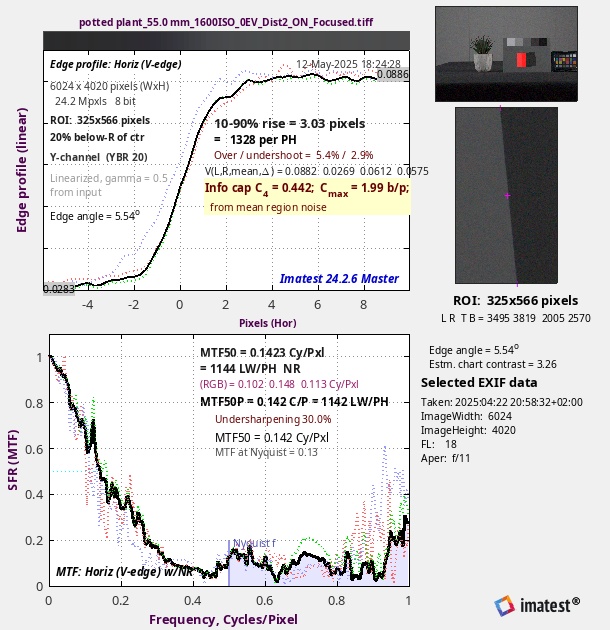 potted plant_55.0 mm_1600ISO_0EV_Dist2_ON_Focused.tiff
Edge profile: Horiz (V-edge)
12-May-2025 18:24:28
0.0886
6024 x 4020 pixels (WxH)
24.2 Mpxls 8 bit
ROI: 325x566 pixels
20% below-R of ctr
Y-channel (YBR 20)
Linearized, gamma = 0.5
from input
Edge angle = 5.54⁰
10-90% rise = 3.03 pixels
= 1328 per PH
Over / undershoot = 5.4% / 2.9%
V(L,R,mean,Δ) = 0.0882 0.0269 0.0612 0.0575
Info cap C4 = 0.442; Cmax = 1.99 b/p;
from mean region noise
Imatest 24.2.6 Master
0.0283
Edge profile (linear)
-4 -2 0 2 4 6 8
Pixels (Hor)
ROI: 325x566 pixels
L R T B = 3495 3819 2005 2570
Edge angle = 5.54⁰
Estm. chart contrast = 3.26
Selected EXIF data
Taken: 2025:04:22 20:58:32+02:00
ImageWidth: 6024
ImageHeight: 4020
FL: 18
Aper: f/11
MTF50 = 0.1423 Cy/Pxl
= 1144 LW/PH NR
(RGB) = 0.102 0.148 0.113 Cy/Pxl
MTF50P = 0.142 C/P = 1142 LW/PH
Undersharpening 30.0%
MTF50 = 0.142 Cy/Pxl
MTF at Nyquist = 0.13
Nyquist f
MTF: Horiz (V-edge) w/NR
SFR (MTF)
1
0.8
0.6
0.4
0.2
0
0 0.2 0.4 0.6 0.8 1
Frequency, Cycles/Pixel
imatest®